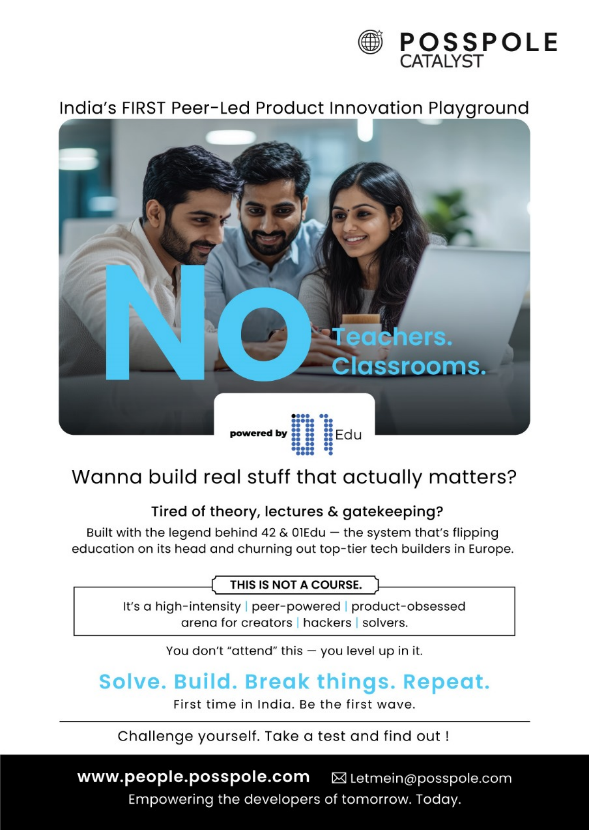 POSSPOLE
CATALYST
India's FIRST Peer-Led Product Innovation Playground
No
Teachers.
Classrooms.
powered by 01 Edu
Wanna build real stuff that actually matters?
Tired of theory, lectures & gatekeeping?
Built with the legend behind 42 & 01Edu — the system that's flipping
education on its head and churning out top-tier tech builders in Europe.
THIS IS NOT A COURSE.
It's a high-intensity | peer-powered | product-obsessed
arena for creators | hackers | solvers.
You don't "attend" this — you level up in it.
Solve. Build. Break things. Repeat.
First time in India. Be the first wave.
Challenge yourself. Take a test and find out !
www.people.posspole.com Letmein@posspole.com
Empowering the developers of tomorrow. Today.